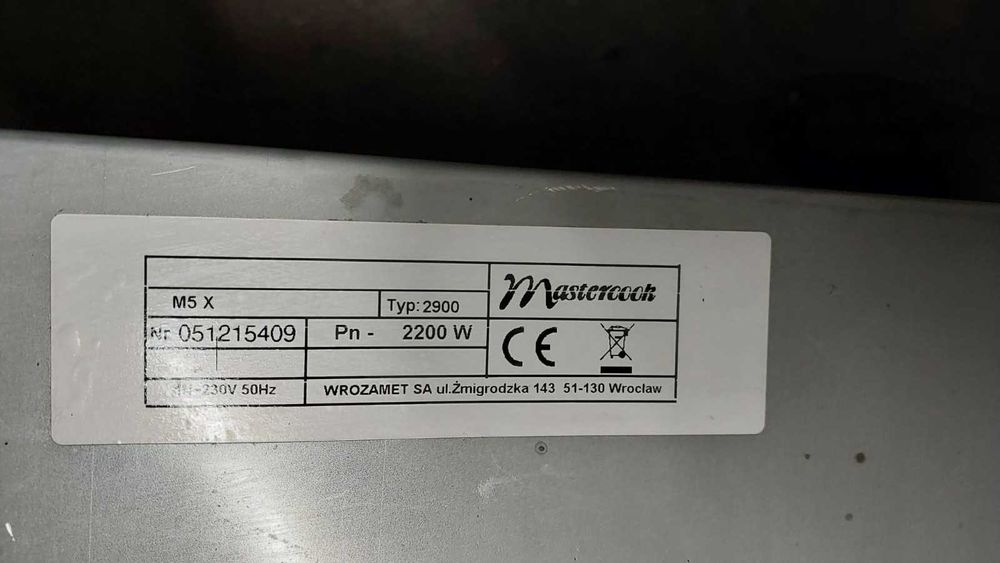 Mastercook
M5 X
Typ: 2900
Nr 051215409
Pn - 2200 W
CE
230V 50Hz
WROZAMET SA ul.Żmigrodzka 143 51-130 Wrocław